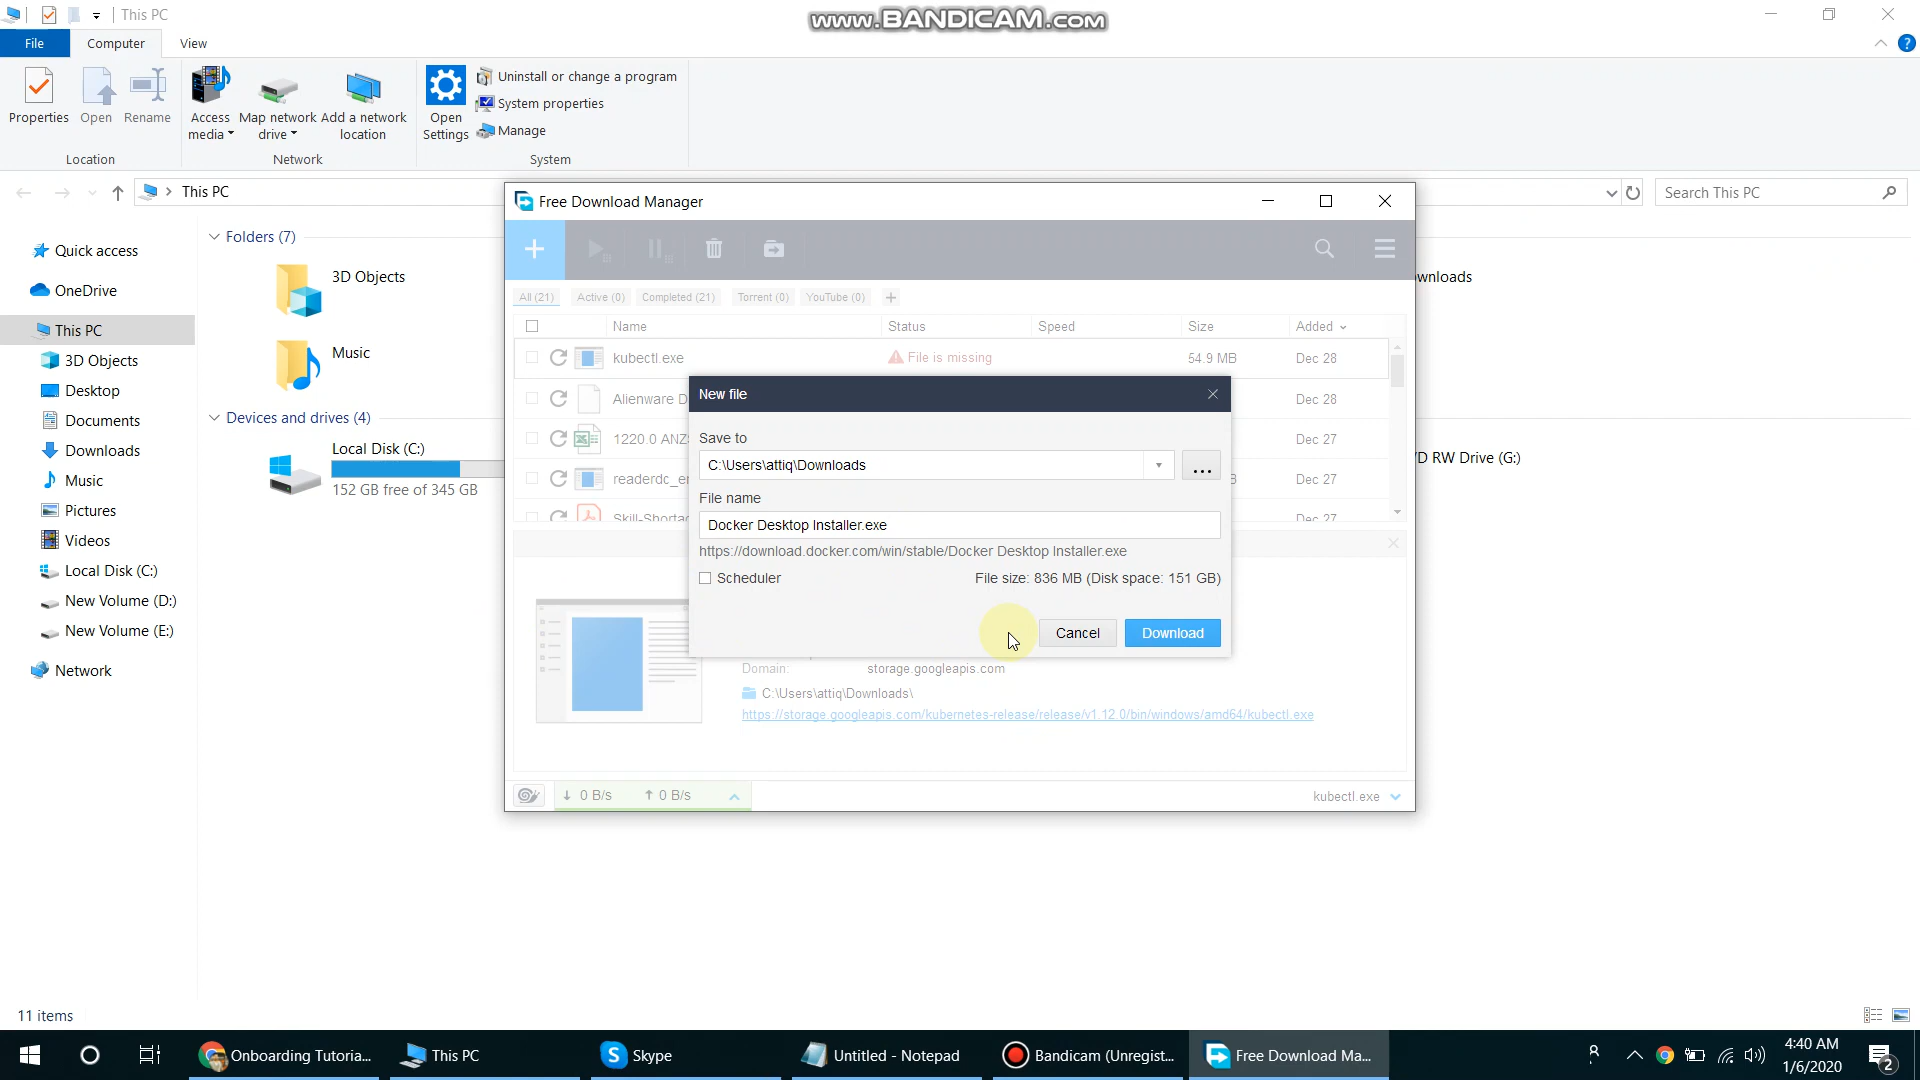 This PC
www.BANDICAM.com
File
Computer
View
Properties
Open
Rename
Access media
Map network drive
Add a network location
Open Settings
Uninstall or change a program
System properties
Manage
Location
Network
System
This PC
Search This PC
Quick access
OneDrive
This PC
3D Objects
Desktop
Documents
Downloads
Music
Pictures
Videos
Local Disk (C:)
New Volume (D:)
New Volume (E:)
Network
Folders (7)
3D Objects
Music
Devices and drives (4)
Local Disk (C:)
152 GB free of 345 GB
wnloads
D RW Drive (G:)
Free Download Manager
All (21)
Active (0)
Completed (21)
Torrent (0)
YouTube (0)
Name
Status
Speed
Size
Added
kubectl.exe
File is missing
54.9 MB
Dec 28
Alienware D
Dec 28
1220.0 ANZS
Dec 27
readerdc_en
B
Dec 27
Skill-Shortag
Dec 27
New file
Save to
C:\Users\attiq\Downloads
...
File name
Docker Desktop Installer.exe
https://download.docker.com/win/stable/Docker Desktop Installer.exe
Scheduler
File size: 836 MB (Disk space: 151 GB)
Cancel
Download
Domain:
storage.googleapis.com
C:\Users\attiq\Downloads\
https://storage.googleapis.com/kubernetes-release/release/v1.12.0/bin/windows/amd64/kubectl.exe
0 B/s
0 B/s
kubectl.exe
11 items
Onboarding Tutoria...
This PC
Skype
Untitled - Notepad
Bandicam (Unregist...
Free Download Ma...
4:40 AM
1/6/2020
2